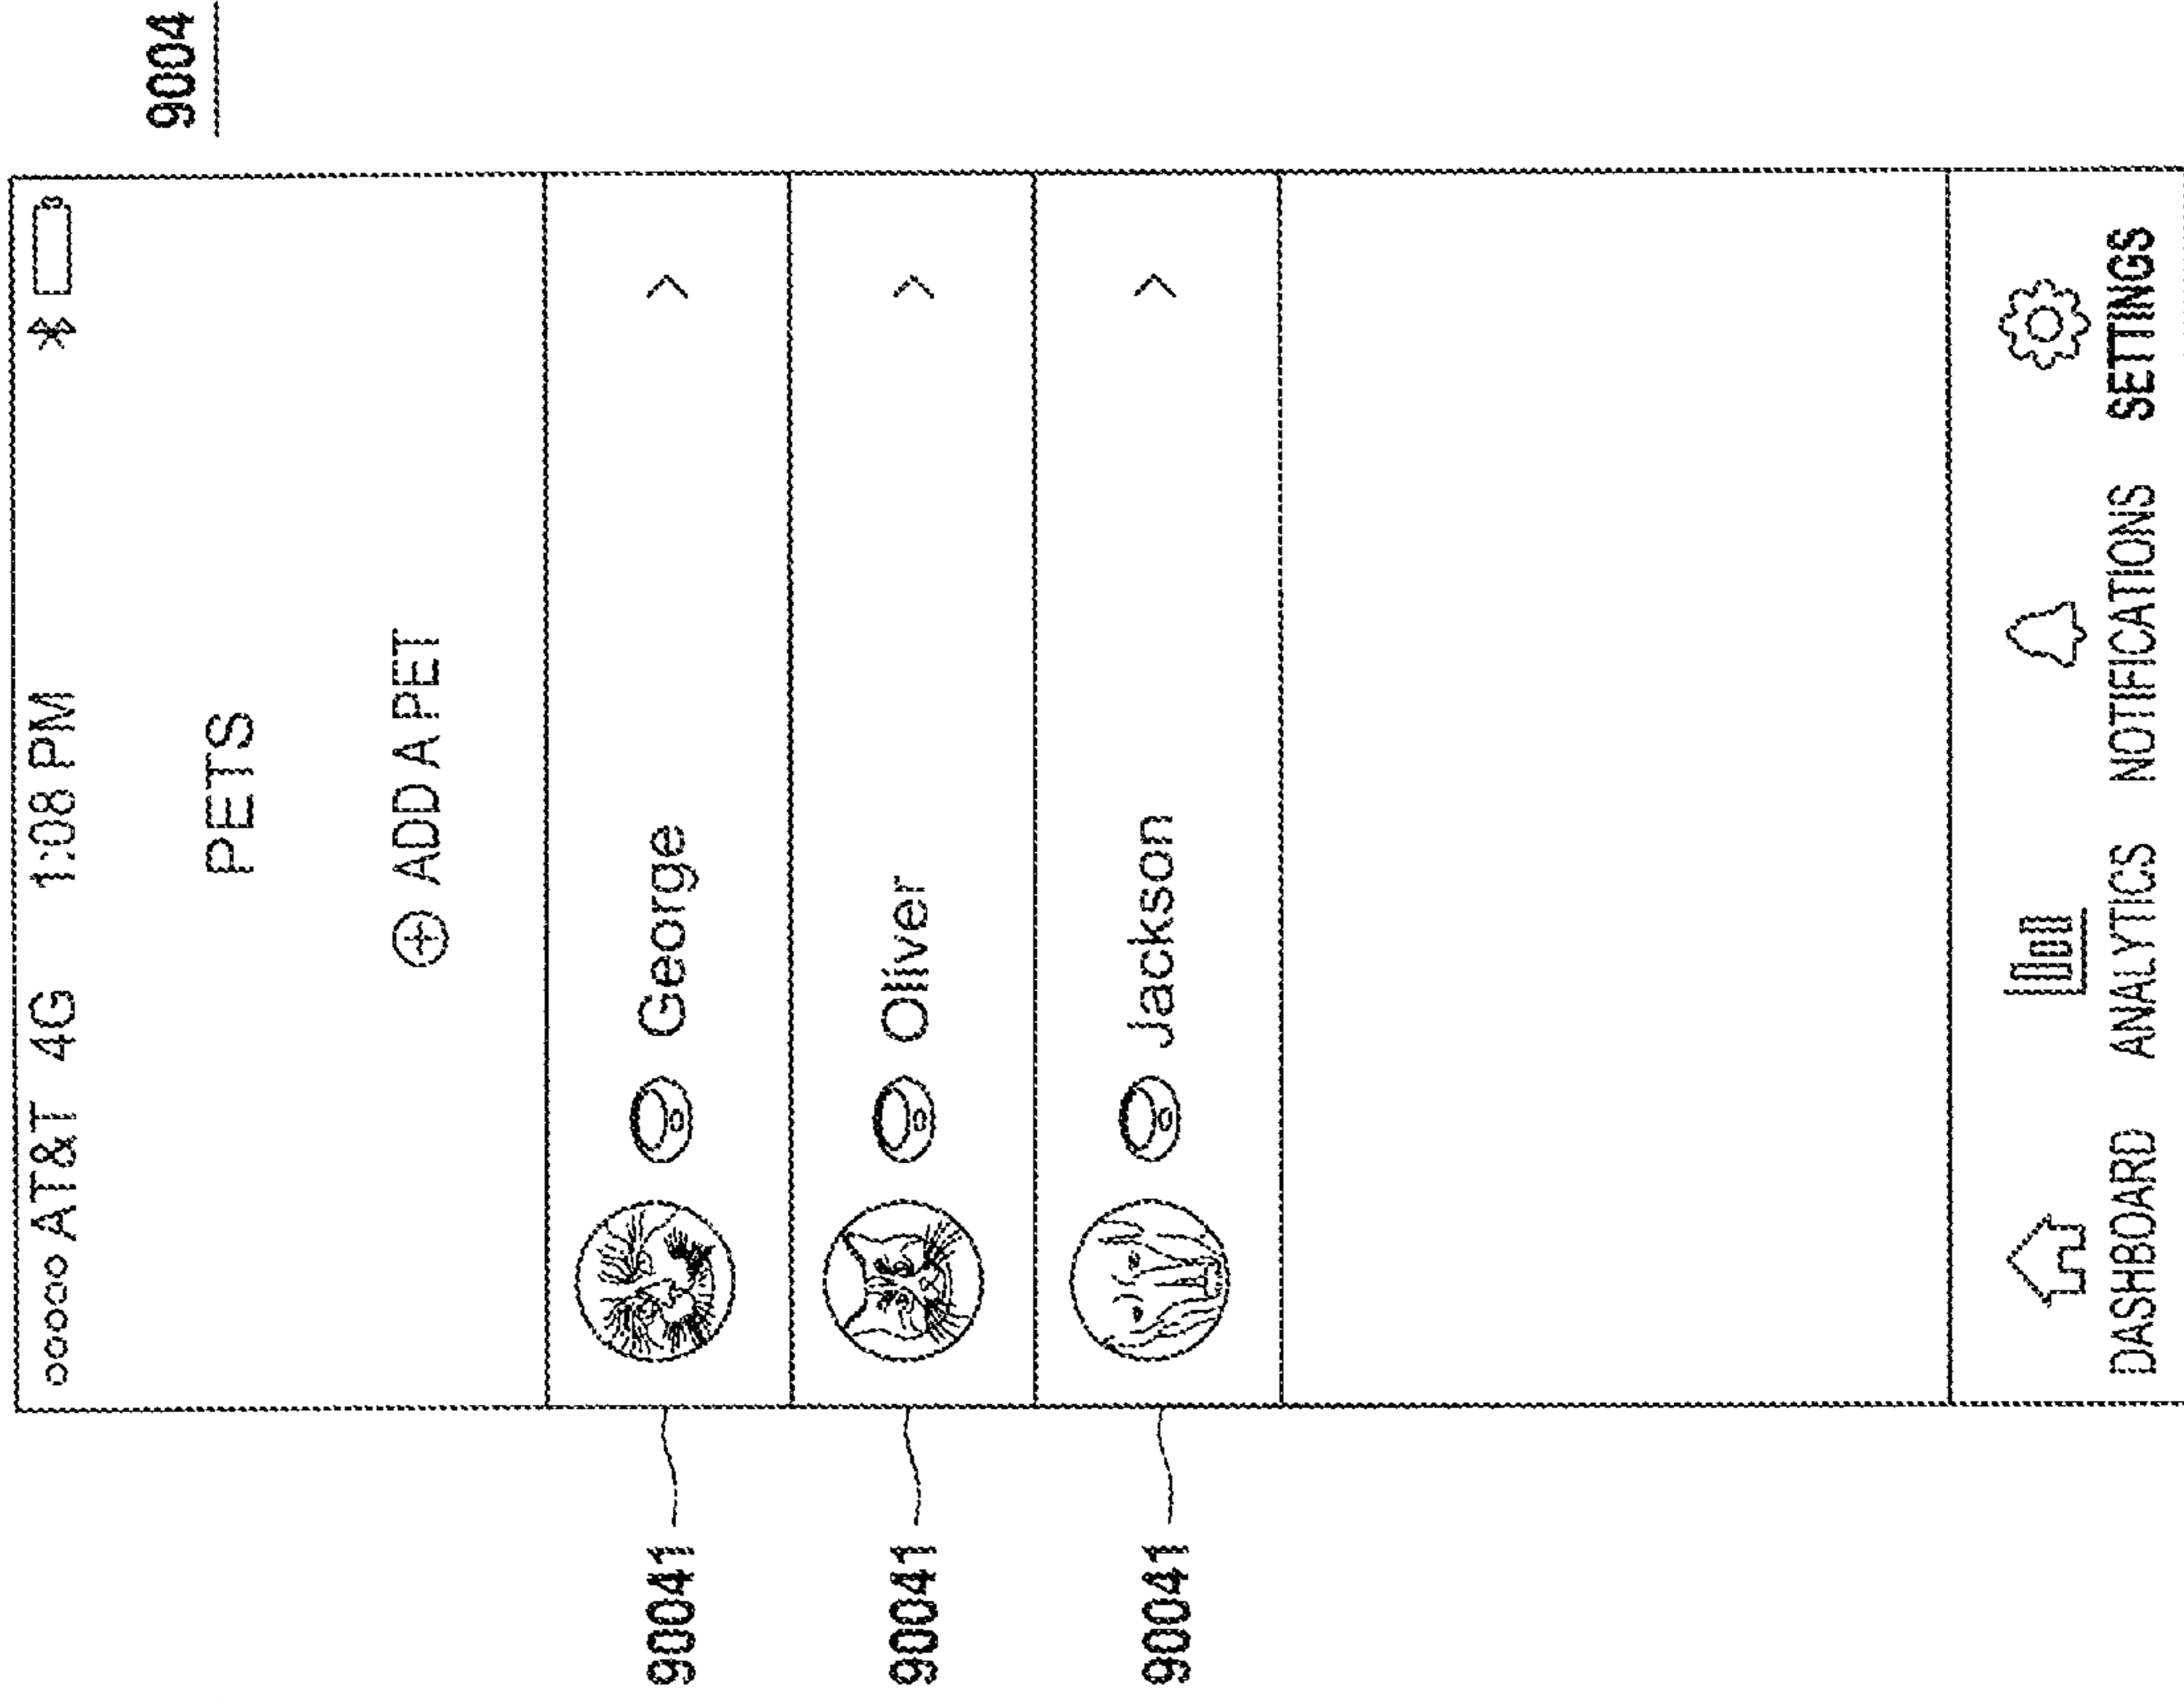 9004
AT&T 4G 1:08 PM
PETS
ADD A PET
90041 George
90041 Oliver
90041 Jackson
DASHBOARD ANALYTICS NOTIFICATIONS SETTINGS